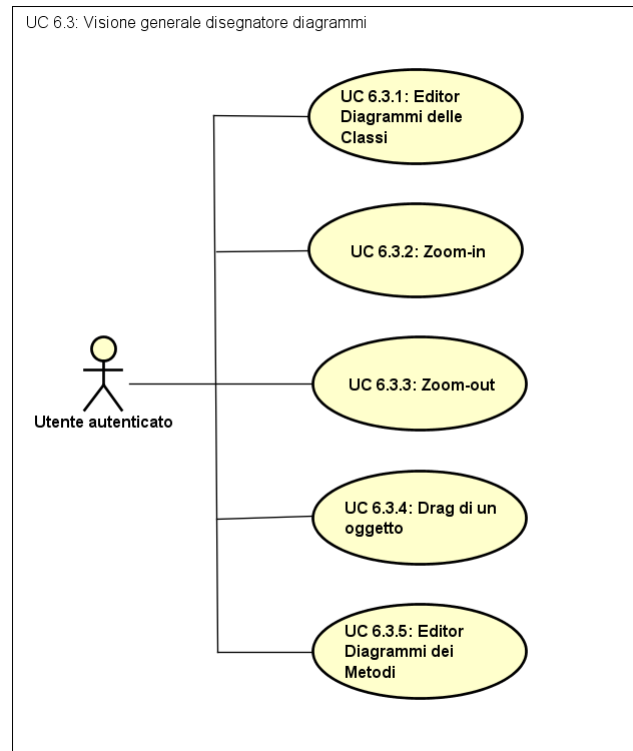 UC 6.3: Visione generale disegnatore diagrammi
UC 6.3.1: Editor
Diagrammi delle
Classi
UC 6.3.2: Zoom-in
UC 6.3.3: Zoom-out
Utente autenticato
UC 6.3.4: Drag di un
oggetto
UC 6.3.5: Editor
Diagrammi dei
Metodi